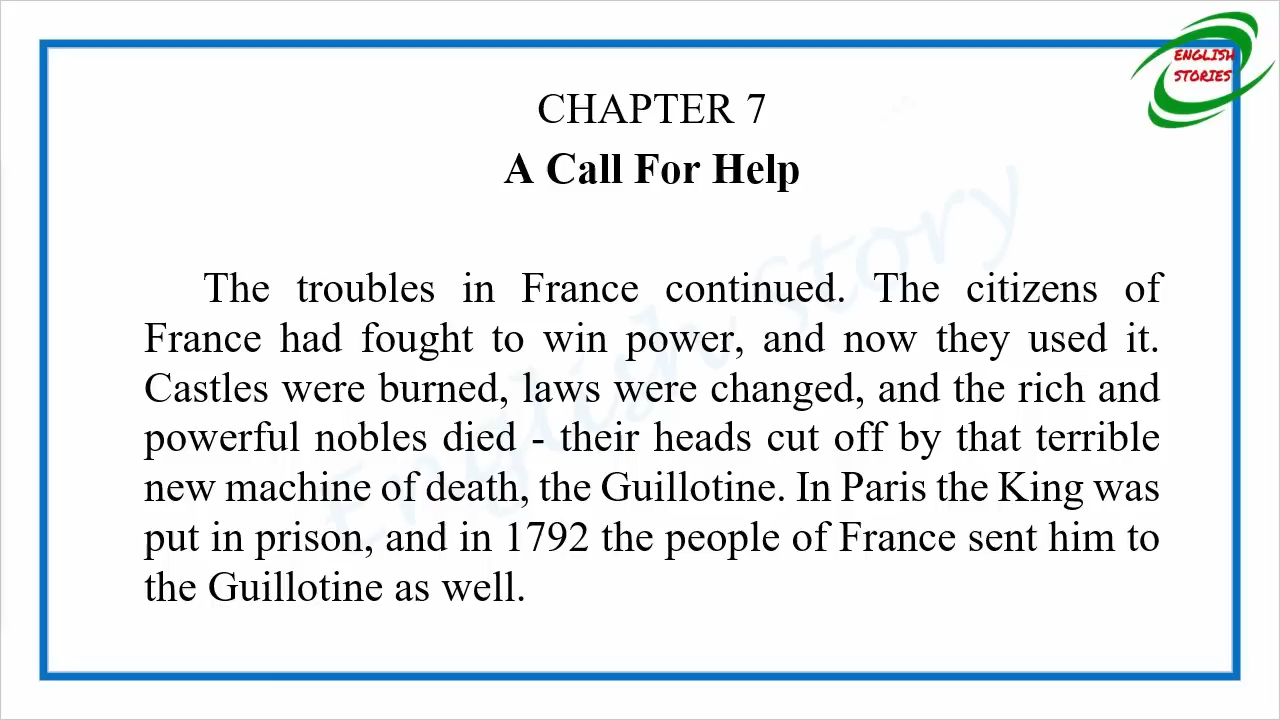 ENGLISH
STORIES
CHAPTER 7
A Call For Help
The troubles in France continued. The citizens of
France had fought to win power, and now they used it.
Castles were burned, laws were changed, and the rich and
powerful nobles died - their heads cut off by that terrible
new machine of death, the Guillotine. In Paris the King was
put in prison, and in 1792 the people of France sent him to
the Guillotine as well.
English Story